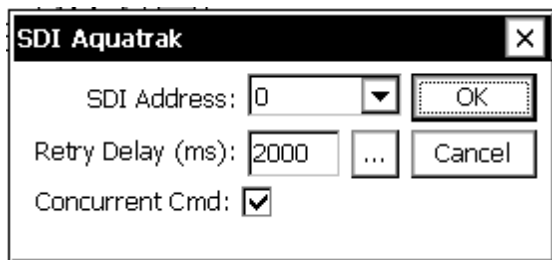 SDI Aquatrak
SDI Address: 0 OK
Retry Delay (ms): 2000 ... Cancel
Concurrent Cmd: